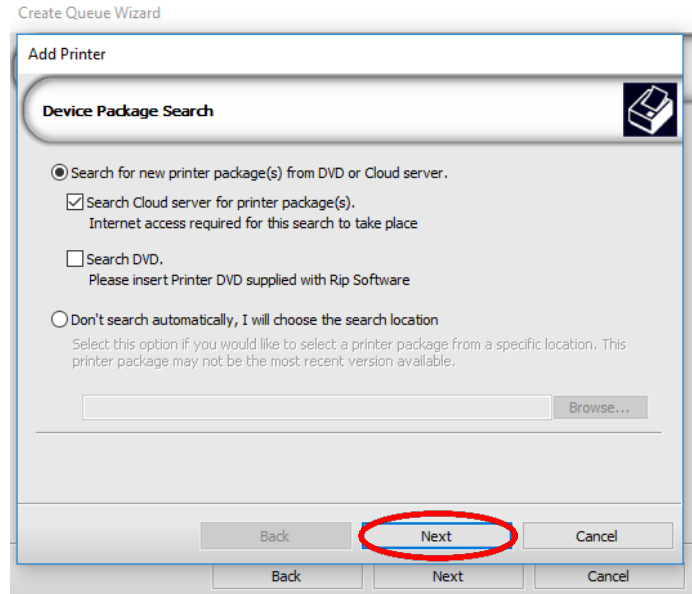 Create Queue Wizard
Add Printer
Device Package Search
Search for new printer package(s) from DVD or Cloud server.
Search Cloud server for printer package(s).
Internet access required for this search to take place
Search DVD.
Please insert Printer DVD supplied with Rip Software
Don't search automatically, I will choose the search location
Select this option if you would like to select a printer package from a specific location. This
printer package may not be the most recent version available.
Browse...
Back Next Cancel
Back Next Cancel